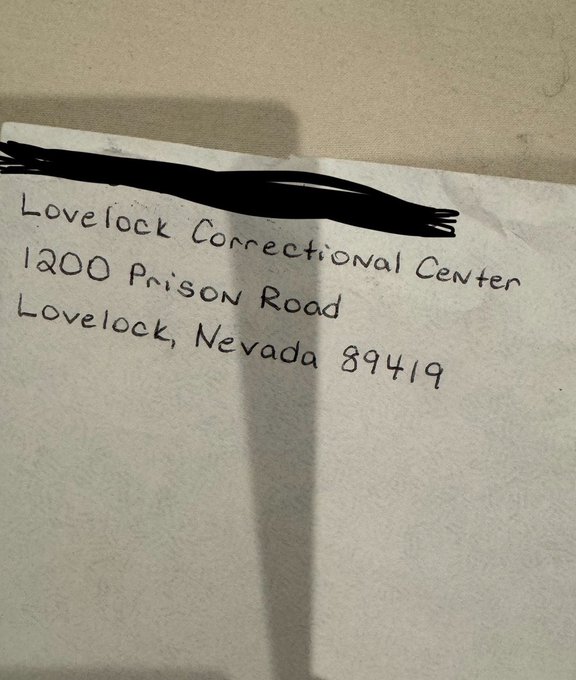 Lovelock Correctional Center
1200 Prison Road
Lovelock, Nevada 89419